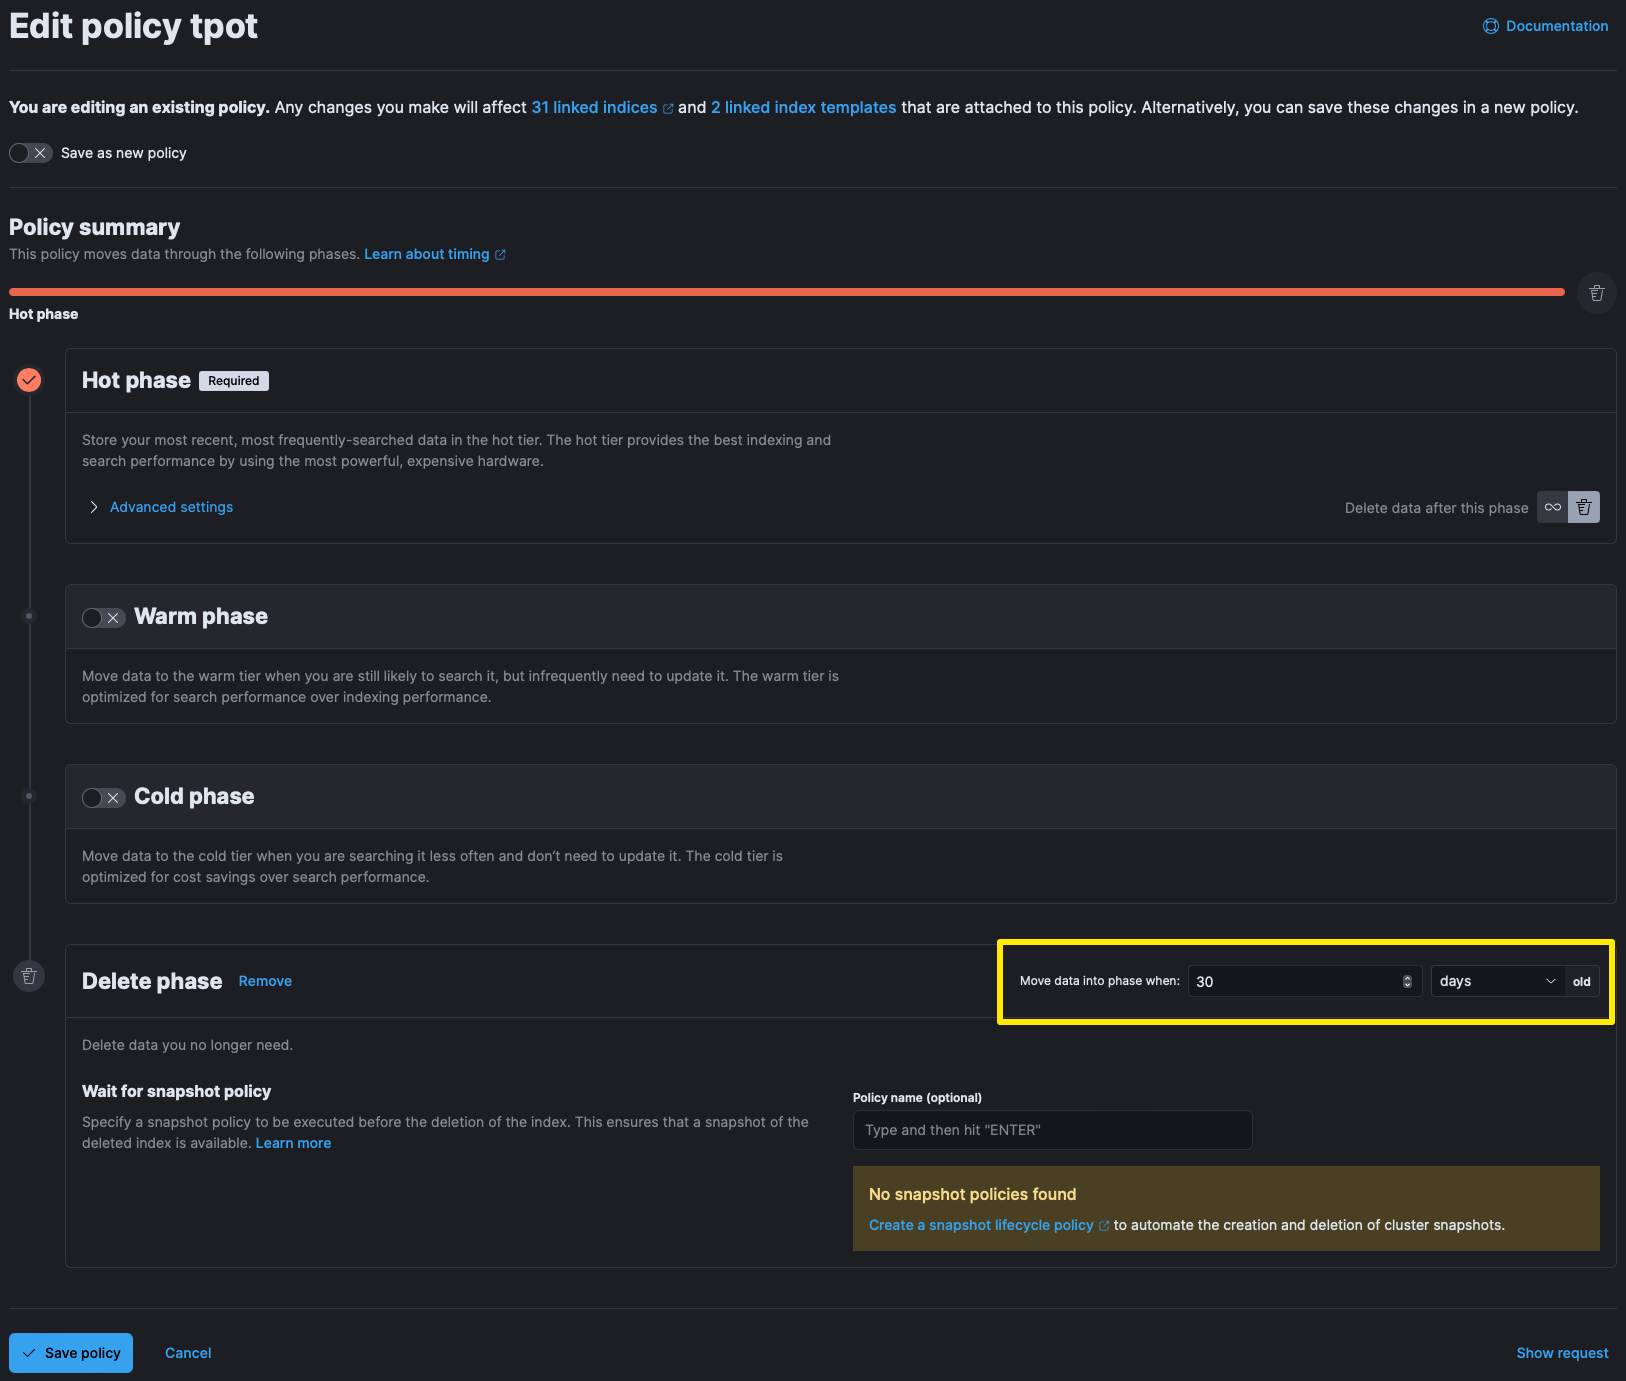 Edit policy tpot
Documentation
You are editing an existing policy. Any changes you make will affect 31 linked indices and 2 linked index templates that are attached to this policy. Alternatively, you can save these changes in a new policy.
Save as new policy
Policy summary
This policy moves data through the following phases. Learn about timing
Hot phase
Hot phase Required
Store your most recent, most frequently-searched data in the hot tier. The hot tier provides the best indexing and
search performance by using the most powerful, expensive hardware.
Advanced settings
Delete data after this phase
Warm phase
Move data to the warm tier when you are still likely to search it, but infrequently need to update it. The warm tier is
optimized for search performance over indexing performance.
Cold phase
Move data to the cold tier when you are searching it less often and don’t need to update it. The cold tier is
optimized for cost savings over search performance.
Delete phase Remove
Move data into phase when: 30 days old
Delete data you no longer need.
Wait for snapshot policy
Specify a snapshot policy to be executed before the deletion of the index. This ensures that a snapshot of the
deleted index is available. Learn more
Policy name (optional)
Type and then hit "ENTER"
No snapshot policies found
Create a snapshot lifecycle policy to automate the creation and deletion of cluster snapshots.
Save policy
Cancel
Show request